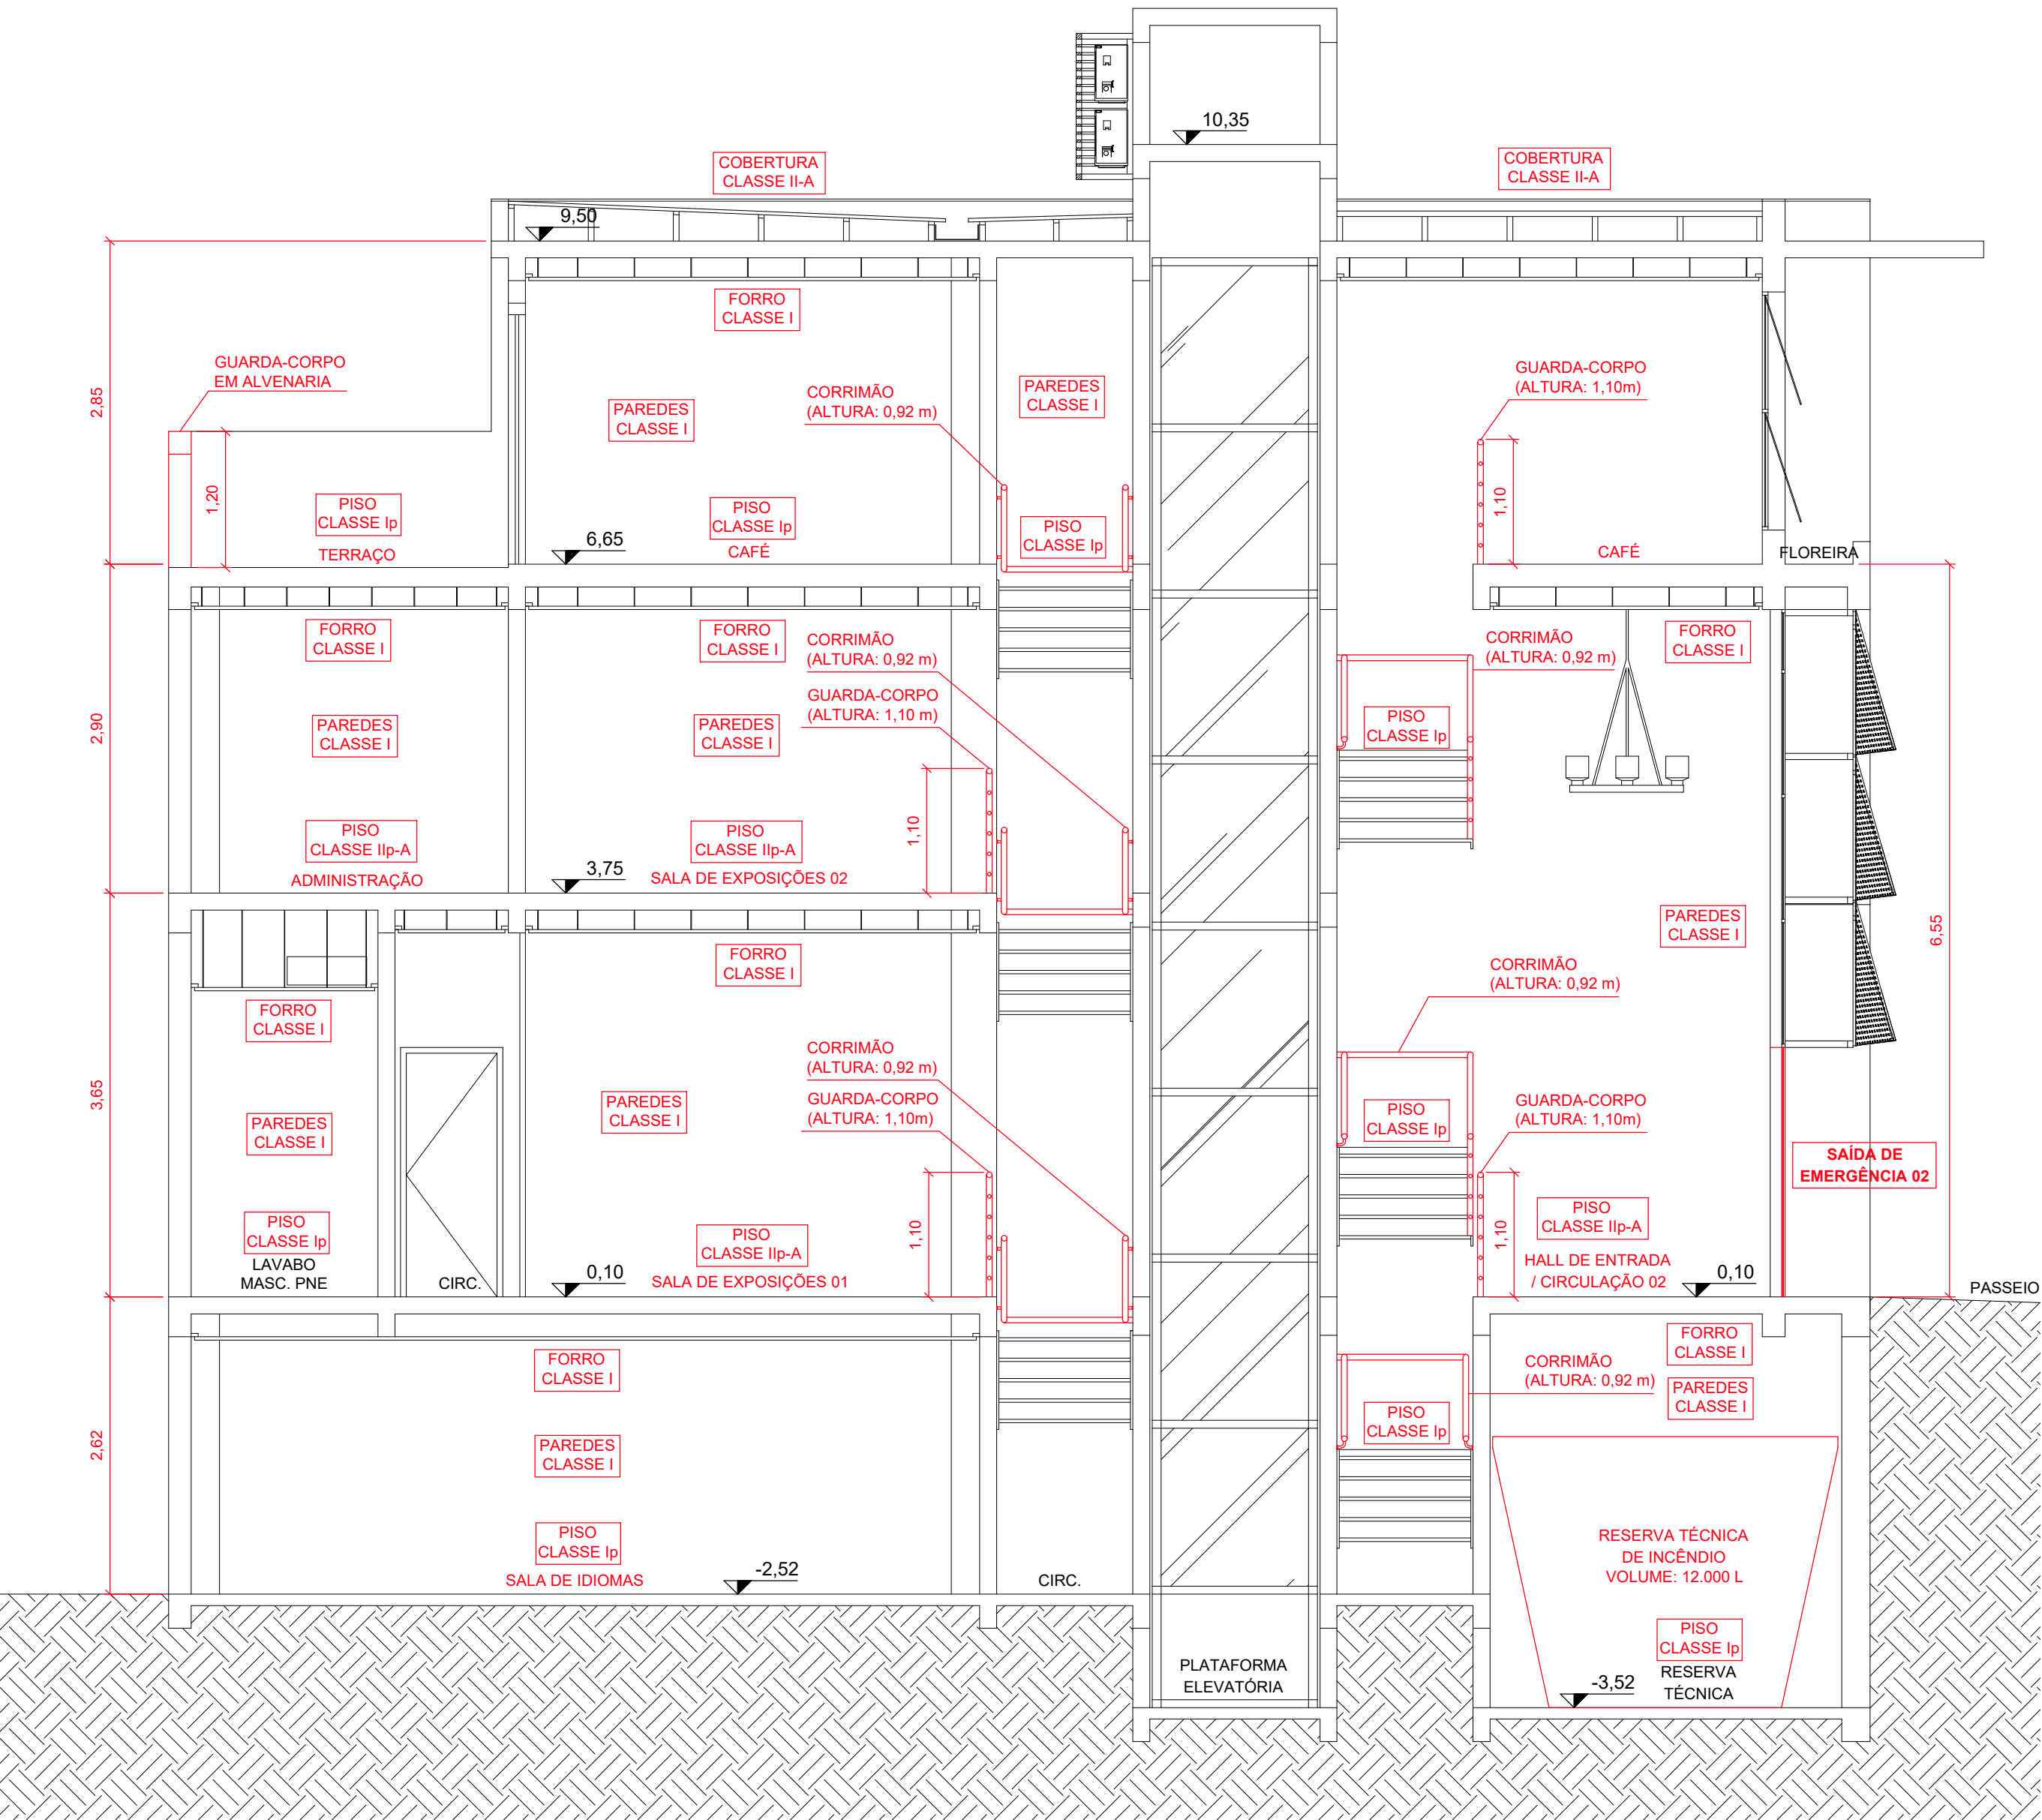 10,35
COBERTURA
CLASSE II-A
COBERTURA
CLASSE II-A
9,50
FORRO
CLASSE I
GUARDA-CORPO
EM ALVENARIA
2,85
PAREDES
CLASSE I
CORRIMÃO
(ALTURA: 0,92 m)
PAREDES
CLASSE I
GUARDA-CORPO
(ALTURA: 1,10m)
1,20
PISO
CLASSE Ip
TERRAÇO
6,65
PISO
CLASSE Ip
CAFÉ
PISO
CLASSE Ip
1,10
CAFÉ
FLOREIRA
FORRO
CLASSE I
FORRO
CLASSE I
CORRIMÃO
(ALTURA: 0,92 m)
GUARDA-CORPO
(ALTURA: 1,10 m)
CORRIMÃO
(ALTURA: 0,92 m)
FORRO
CLASSE I
2,90
PAREDES
CLASSE I
PAREDES
CLASSE I
PISO
CLASSE Ip
PISO
CLASSE IIp-A
ADMINISTRAÇÃO
3,75
PISO
CLASSE IIp-A
SALA DE EXPOSIÇÕES 02
1,10
PAREDES
CLASSE I
6,55
FORRO
CLASSE I
FORRO
CLASSE I
CORRIMÃO
(ALTURA: 0,92 m)
3,65
PAREDES
CLASSE I
PAREDES
CLASSE I
CORRIMÃO
(ALTURA: 0,92 m)
GUARDA-CORPO
(ALTURA: 1,10m)
PISO
CLASSE Ip
GUARDA-CORPO
(ALTURA: 1,10m)
SAÍDA DE
EMERGÊNCIA 02
PISO
CLASSE Ip
LAVABO
MASC. PNE
CIRC.
0,10
PISO
CLASSE IIp-A
SALA DE EXPOSIÇÕES 01
1,10
1,10
PISO
CLASSE IIp-A
HALL DE ENTRADA
/ CIRCULAÇÃO 02
0,10
PASSEIO
FORRO
CLASSE I
FORRO
CLASSE I
CORRIMÃO
(ALTURA: 0,92 m)
PAREDES
CLASSE I
2,62
PAREDES
CLASSE I
PISO
CLASSE Ip
PISO
CLASSE Ip
SALA DE IDIOMAS
-2,52
CIRC.
RESERVA TÉCNICA
DE INCÊNDIO
VOLUME: 12.000 L
PISO
CLASSE Ip
PLATAFORMA
ELEVATÓRIA
-3,52
RESERVA
TÉCNICA